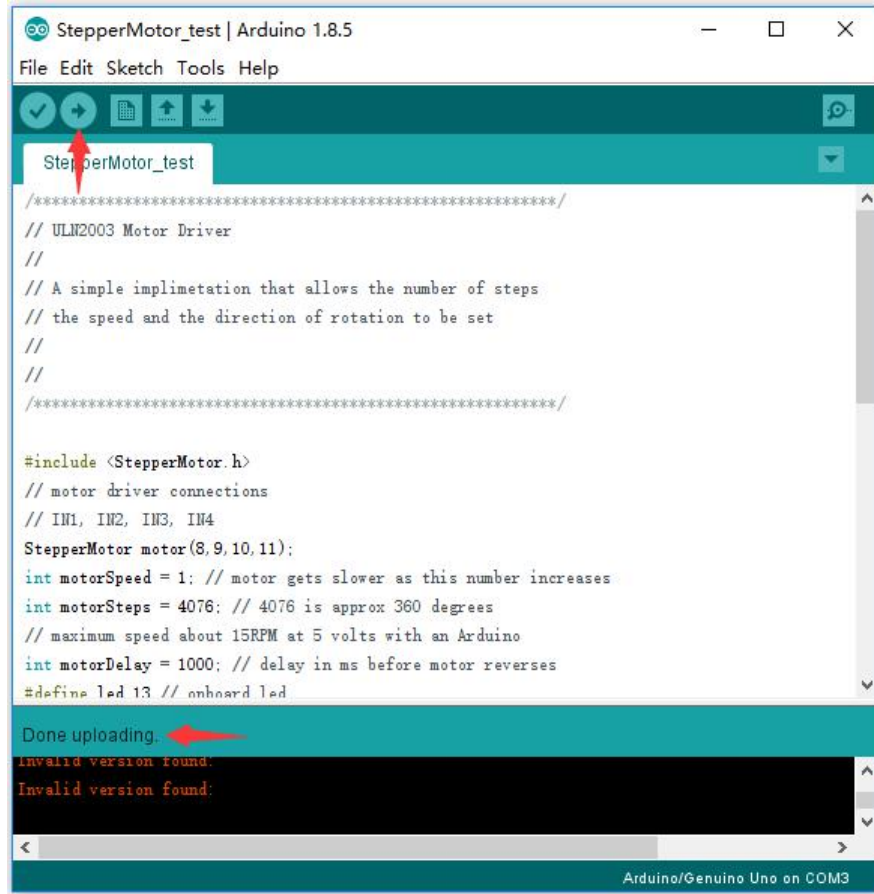 StepperMotor_test | Arduino 1.8.5
File Edit Sketch Tools Help
StepperMotor_test
/**********************************************************/
// ULN2003 Motor Driver
//
// A simple implimetation that allows the number of steps
// the speed and the direction of rotation to be set
//
//
/**********************************************************/
#include <StepperMotor.h>
// motor driver connections
// IN1, IN2, IN3, IN4
StepperMotor motor(8,9,10,11);
int motorSpeed = 1; // motor gets slower as this number increases
int motorSteps = 4076; // 4076 is approx 360 degrees
// maximum speed about 15RPM at 5 volts with an Arduino
int motorDelay = 1000; // delay in ms before motor reverses
#define led 13 // onboard led
Done uploading.
Invalid version found:
Invalid version found:
Arduino/Genuino Uno on COM3